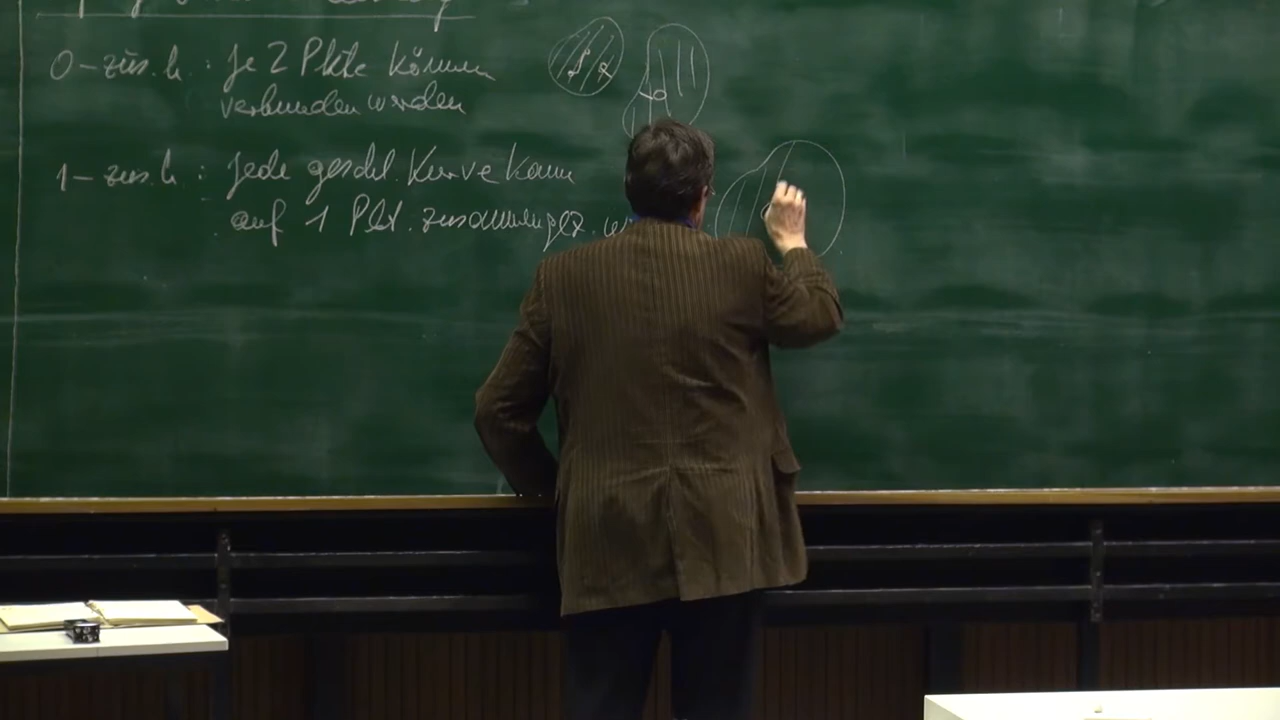 0-zus.h. : Je 2 Pkte können
verbunden werden
1-zus.h. : Jede geschl. Kurve kann
auf 1 Pkt. zusammengez.